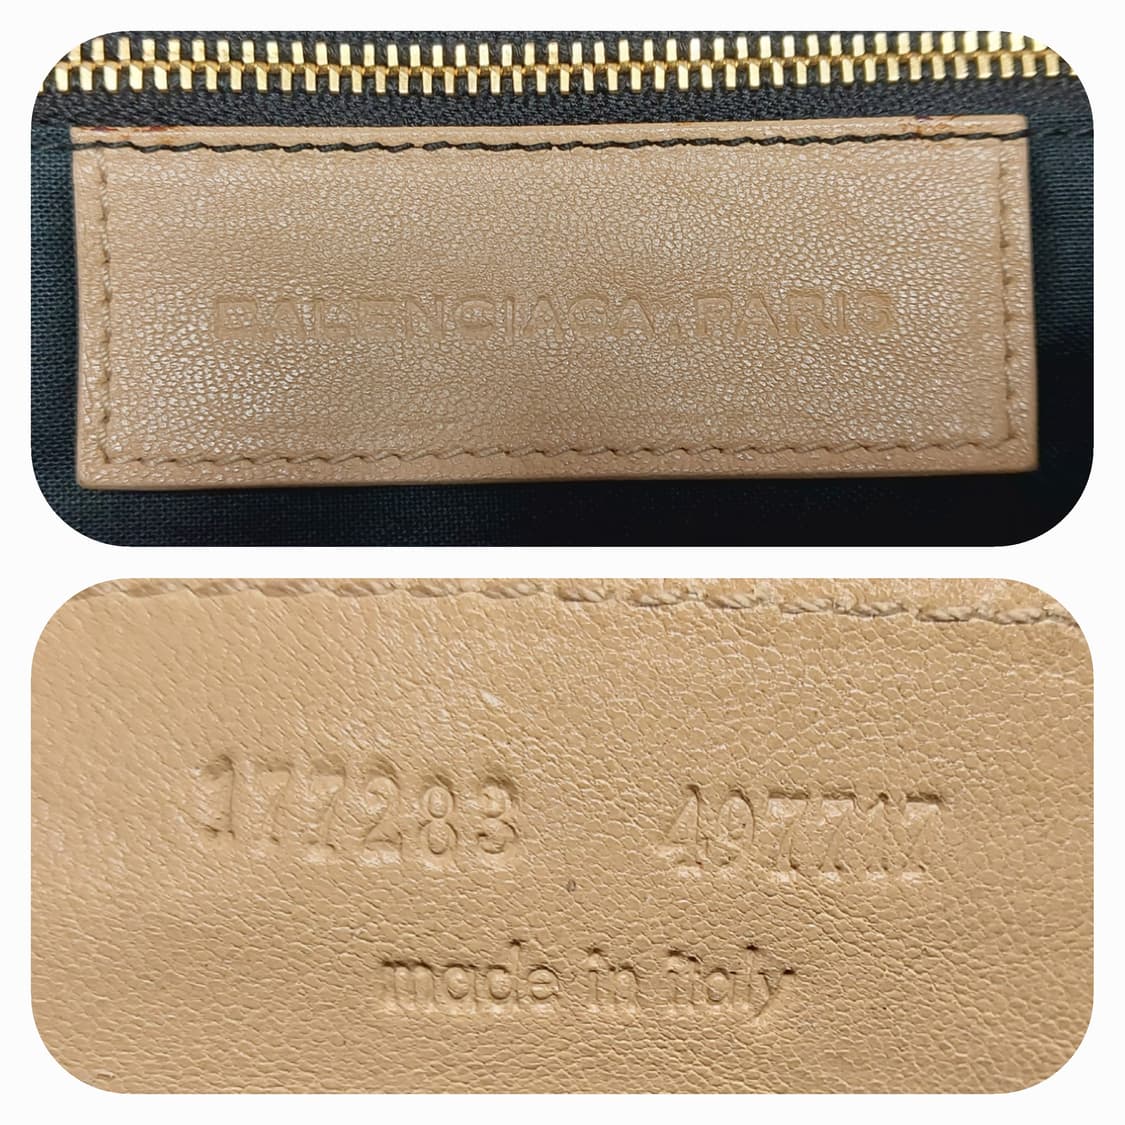 BALENCIAGA.PARIS
177283 497717
made in italy